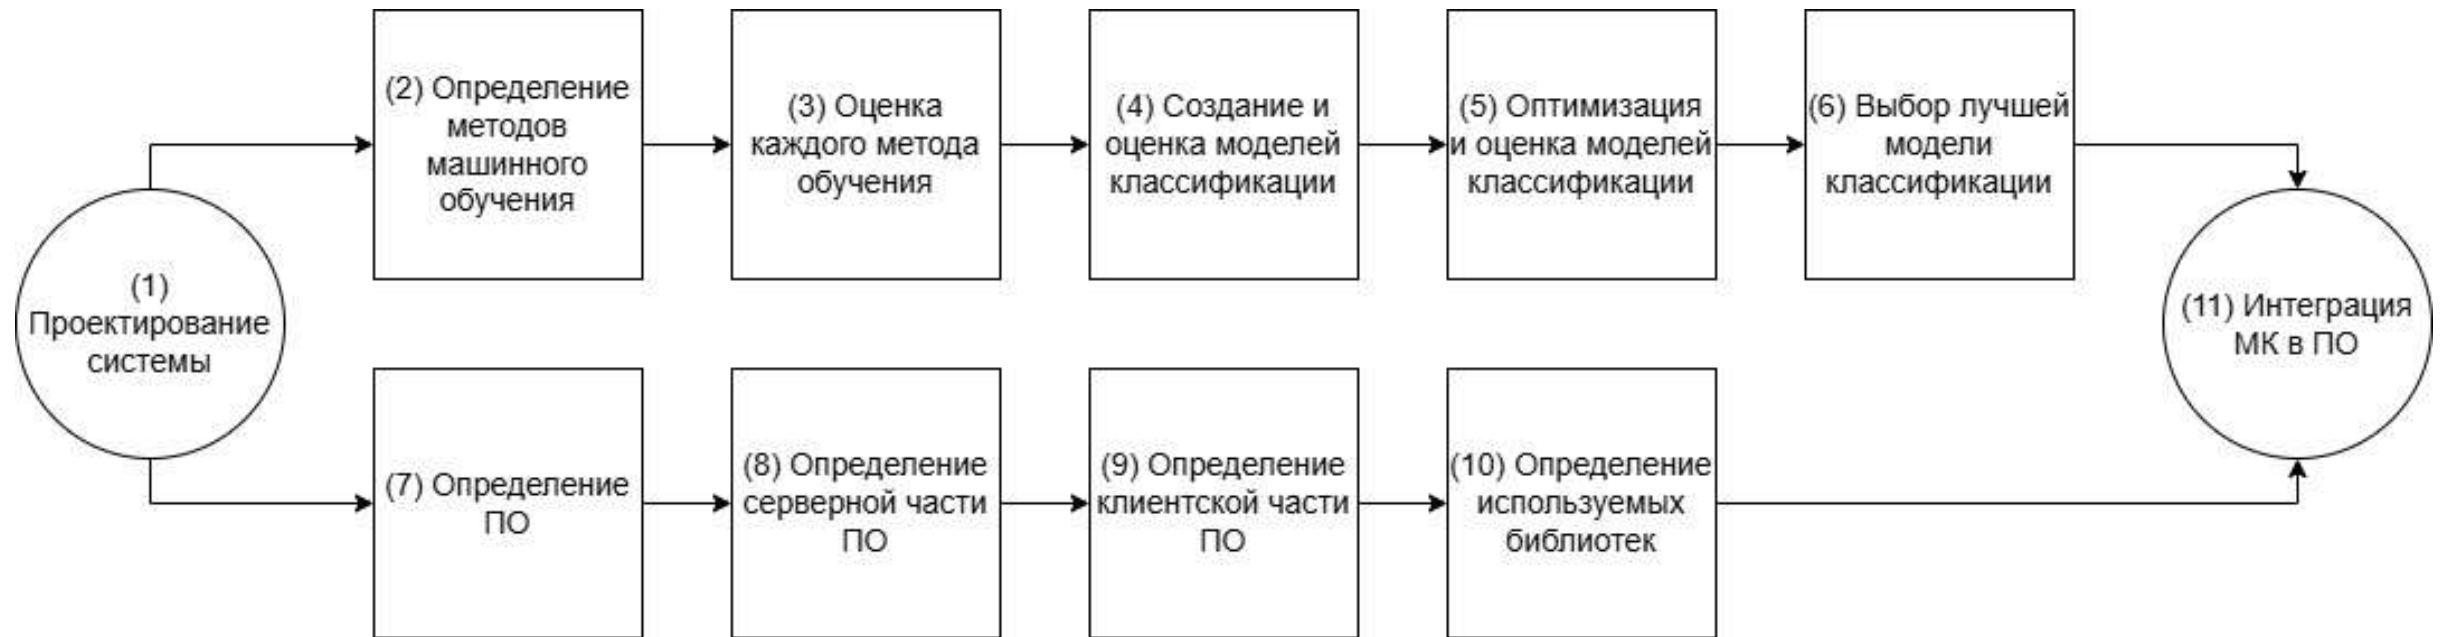 (1)
Проектирование
системы
(2) Определение
методов
машинного
обучения
(3) Оценка
каждого метода
обучения
(4) Создание и
оценка моделей
классификации
(5) Оптимизация
и оценка моделей
классификации
(6) Выбор лучшей
модели
классификации
(7) Определение
ПО
(8) Определение
серверной части
ПО
(9) Определение
клиентской части
ПО
(10) Определение
используемых
библиотек
(11) Интеграция
МК в ПО